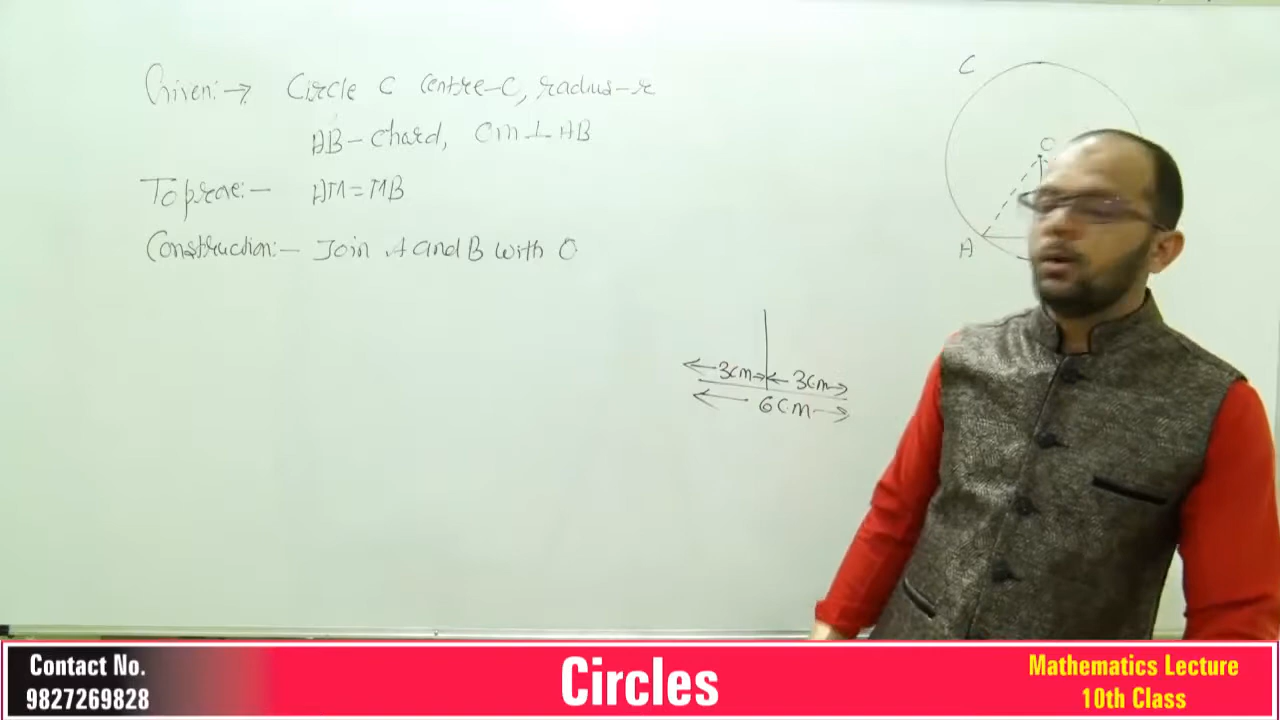 Given:→ Circle C centre-C, radius-r
AB-Chord, CM⊥AB
To prove:- AM=MB
Construction:- Join A and B with O
C
O
A
3cm 3cm
6cm
Contact No.
9827269828
Circles
Mathematics Lecture
10th Class